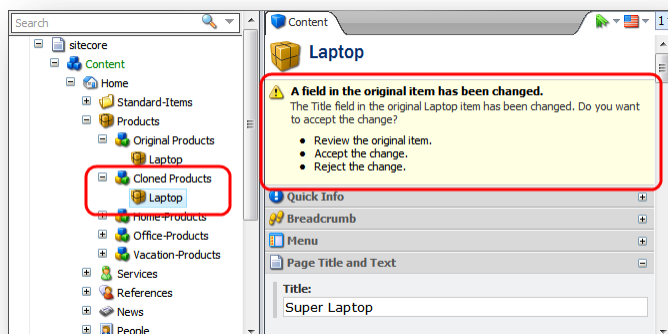 Search
sitecore
Content
Home
Standard-Items
Products
Original Products
Laptop
Cloned Products
Laptop
Home-Products
Office-Products
Vacation-Products
Services
References
News
People
Content
1
Laptop
A field in the original item has been changed.
The Title field in the original Laptop item has been changed. Do you want
to accept the change?
• Review the original item.
• Accept the change.
• Reject the change.
Quick Info
Breadcrumb
Menu
Page Title and Text
Title:
Super Laptop